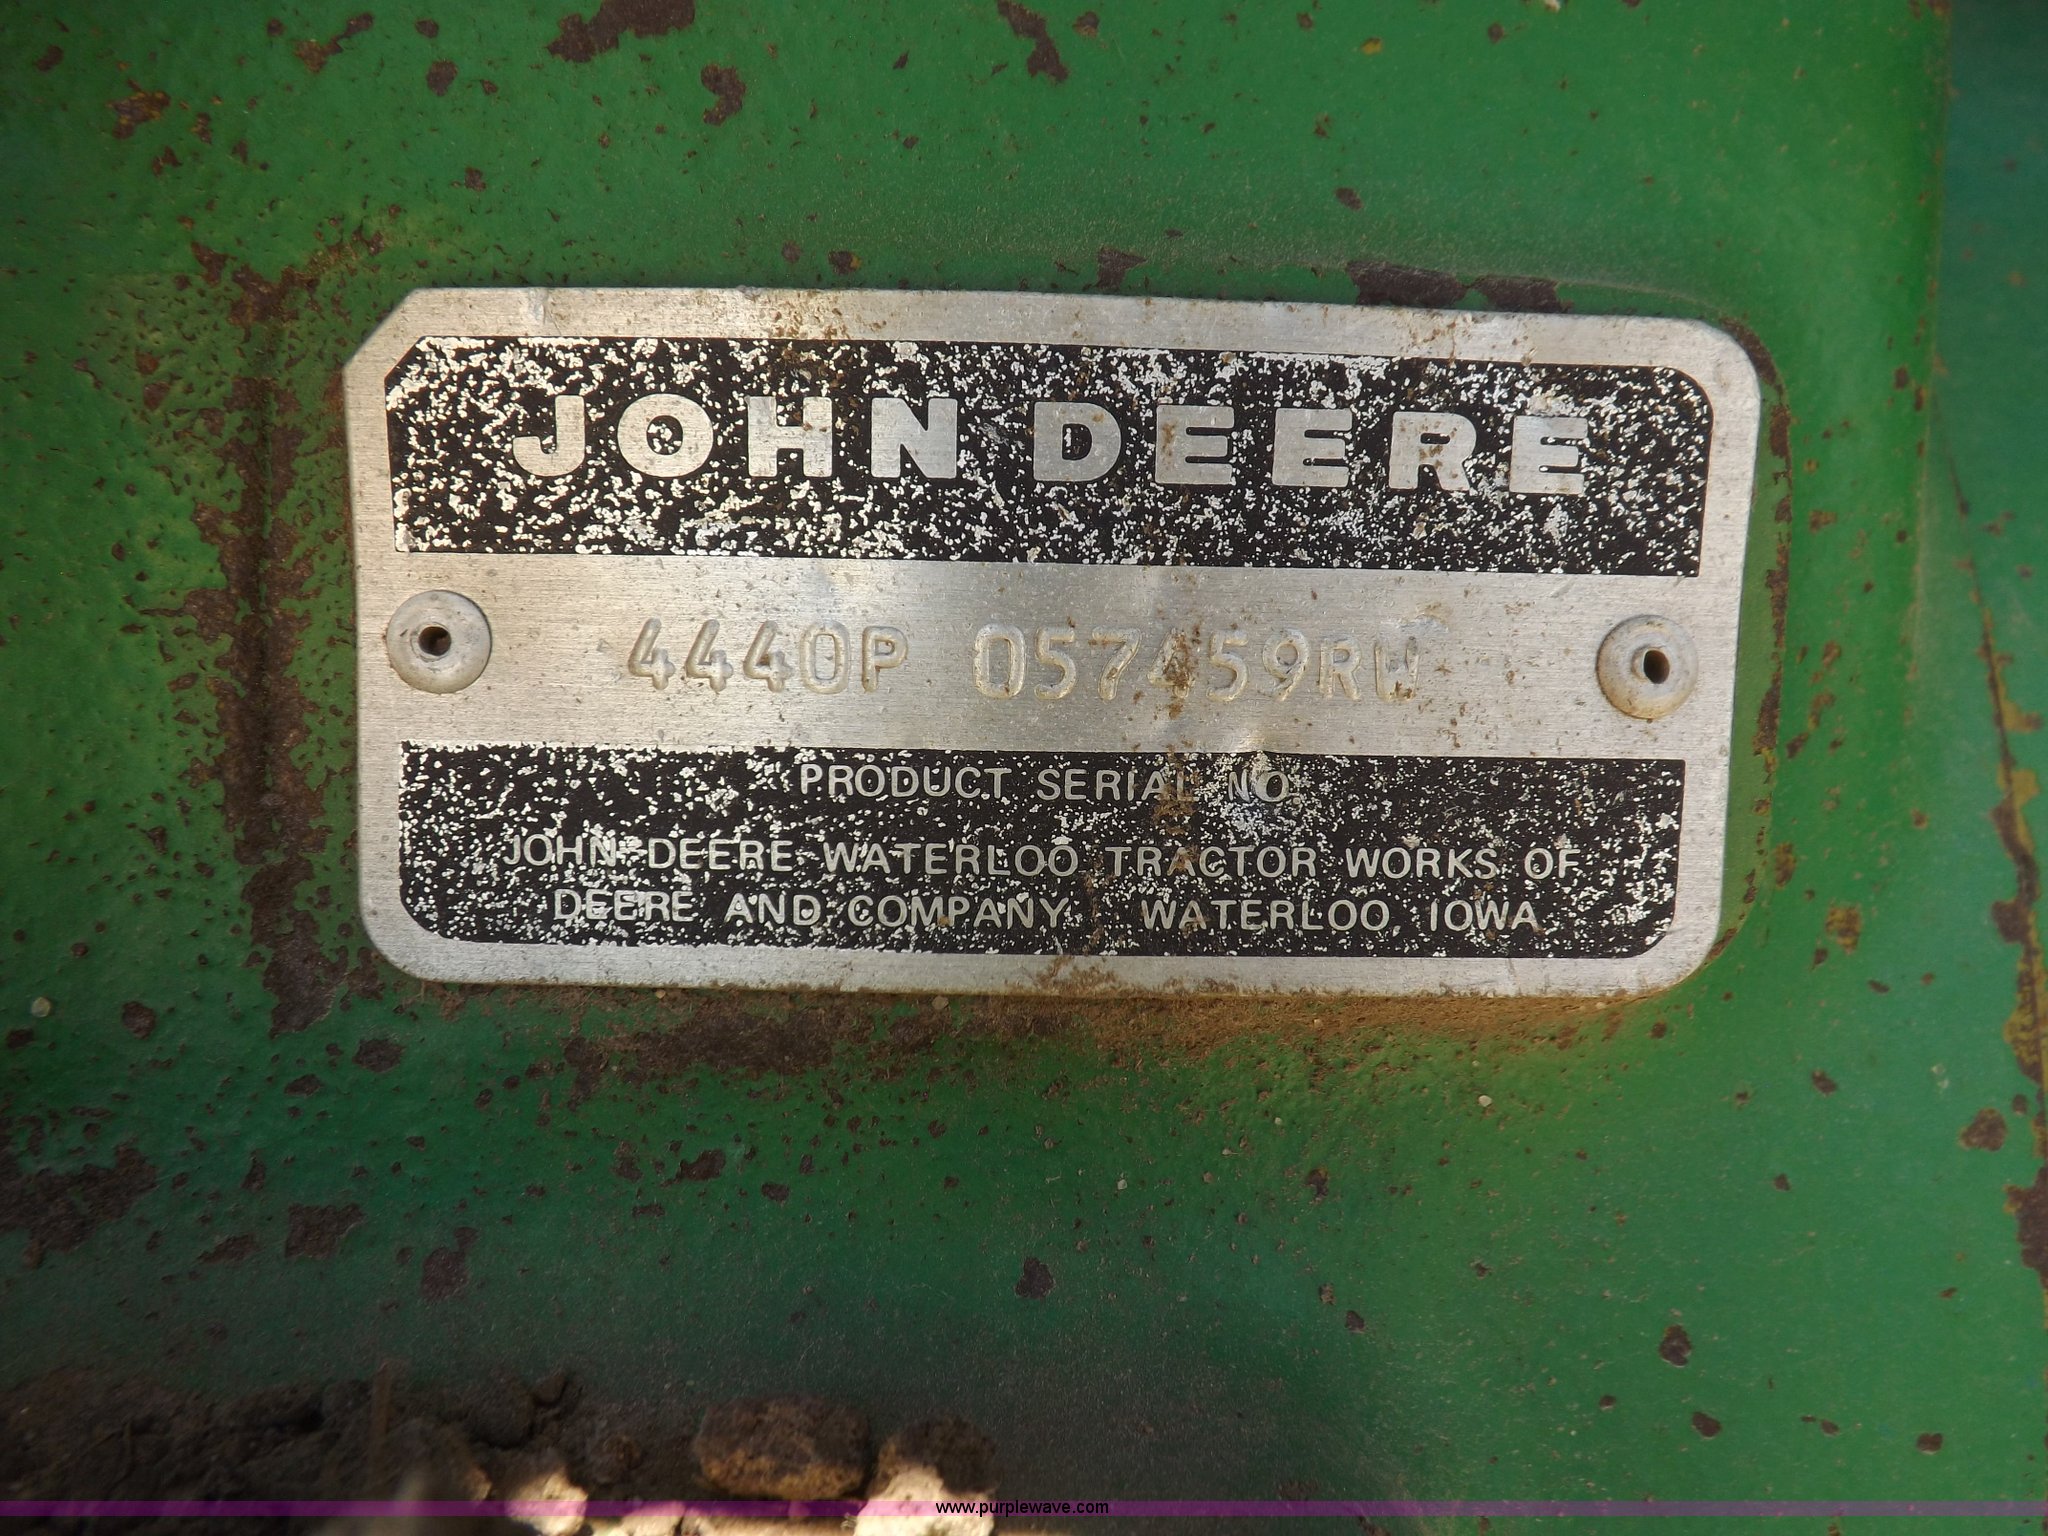 JOHN DEERE
4440P 057459RW
PRODUCT SERIAL NO.
JOHN DEERE WATERLOO TRACTOR WORKS OF
DEERE AND COMPANY WATERLOO, IOWA
www.purplewave.com